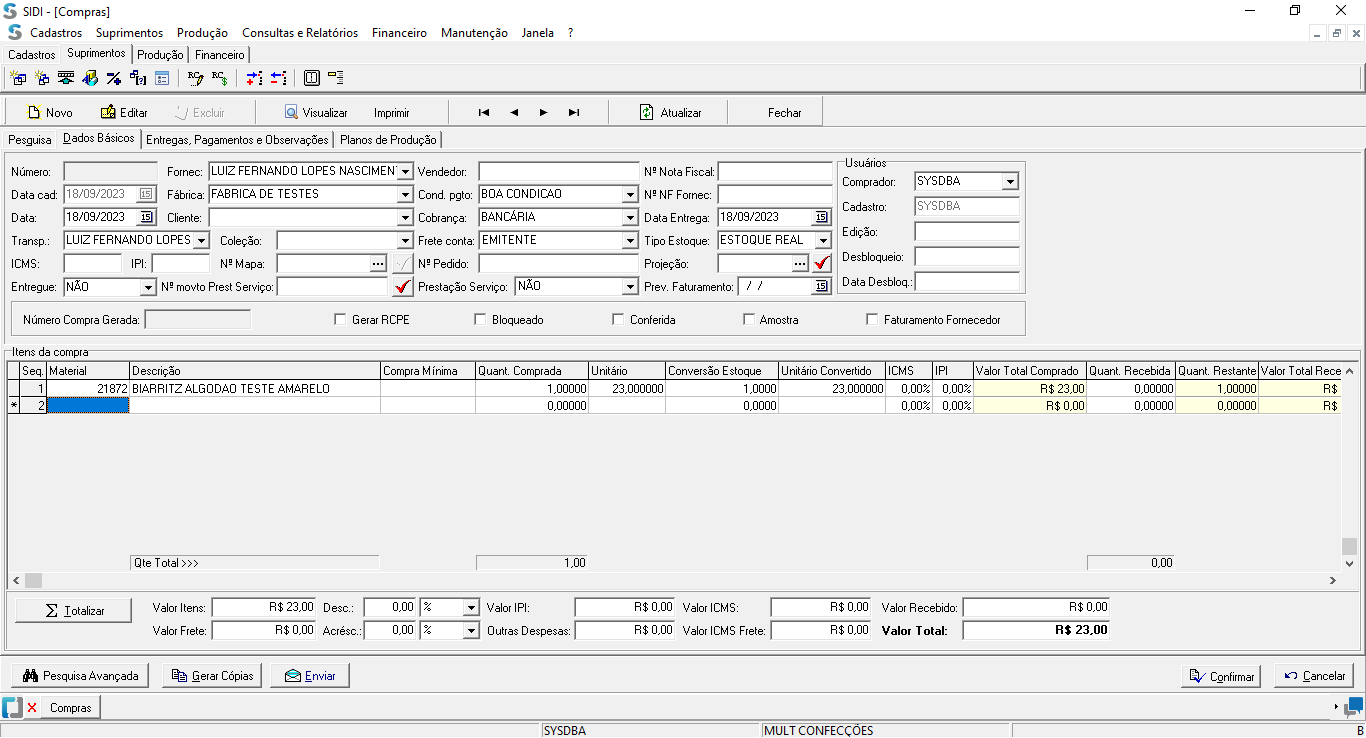 SIDI - [Compras]
Cadastros Suprimentos Produção Consultas e Relatórios Financeiro Manutenção Janela ?
Cadastros Suprimentos Produção Financeiro
Novo Editar Excluir Visualizar Imprimir Atualizar Fechar
Pesquisa Dados Básicos Entregas, Pagamentos e Observações Planos de Produção
Usuários
Número: Fornec: LUIZ FERNANDO LOPES NASCIMEN Vendedor: Nº Nota Fiscal: Comprador: SYSDBA
Data cad: 18/09/2023 15 Fábrica: FABRICA DE TESTES Cond. pgto: BOA CONDICAO Nº NF Fornec: Cadastro: SYSDBA
Data: 18/09/2023 15 Cliente: Cobrança: BANCÁRIA Data Entrega: 18/09/2023 15 Edição:
Transp.: LUIZ FERNANDO LOPES Coleção: Frete conta: EMITENTE Tipo Estoque: ESTOQUE REAL Desbloqueio:
ICMS: IPI: Nº Mapa: ... Nº Pedido: Projeção: ... Data Desbloq.:
Entregue: NÃO Nº movto Prest Serviço: Prestação Serviço: NÃO Prev. Faturamento: / / 15
Número Compra Gerada: Gerar RCPE Bloqueado Conferida Amostra Faturamento Fornecedor
Itens da compra
Seq. Material Descrição Compra Mínima Quant. Comprada Unitário Conversão Estoque Unitário Convertido ICMS IPI Valor Total Comprado Quant. Recebida Quant. Restante Valor Total Rece
1 21872 BIARRITZ ALGODAO TESTE AMARELO 1,00000 23,000000 1,0000 23,000000 0,00% 0,00% R$ 23,00 0,00000 1,00000 R$
* 2 0,00000 0,0000 0,00% 0,00% R$ 0,00 0,00000 0,00000 R$
Qte Total >>> 1,00 0,00
Totalizar Valor Itens: R$ 23,00 Desc.: 0,00 % Valor IPI: R$ 0,00 Valor ICMS: R$ 0,00 Valor Recebido: R$ 0,00
Valor Frete: R$ 0,00 Acrésc.: 0,00 % Outras Despesas: R$ 0,00 Valor ICMS Frete: R$ 0,00 Valor Total: R$ 23,00
Pesquisa Avançada Gerar Cópias Enviar Confirmar Cancelar
Compras
SYSDBA MULT CONFECÇÕES B